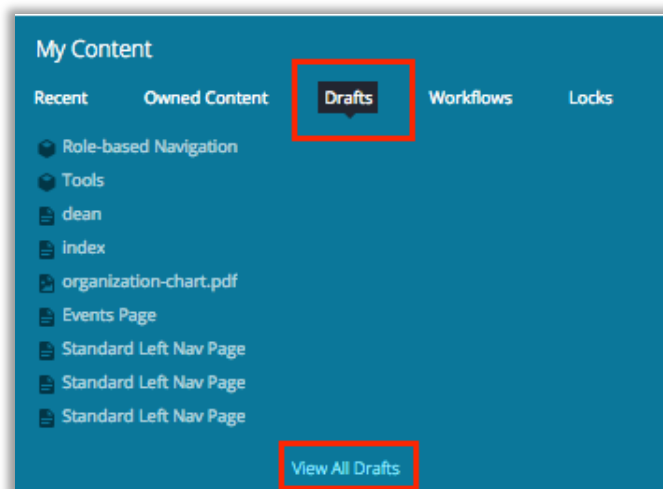 My Content
Recent Owned Content Drafts Workflows Locks
Role-based Navigation
Tools
dean
index
organization-chart.pdf
Events Page
Standard Left Nav Page
Standard Left Nav Page
Standard Left Nav Page
View All Drafts